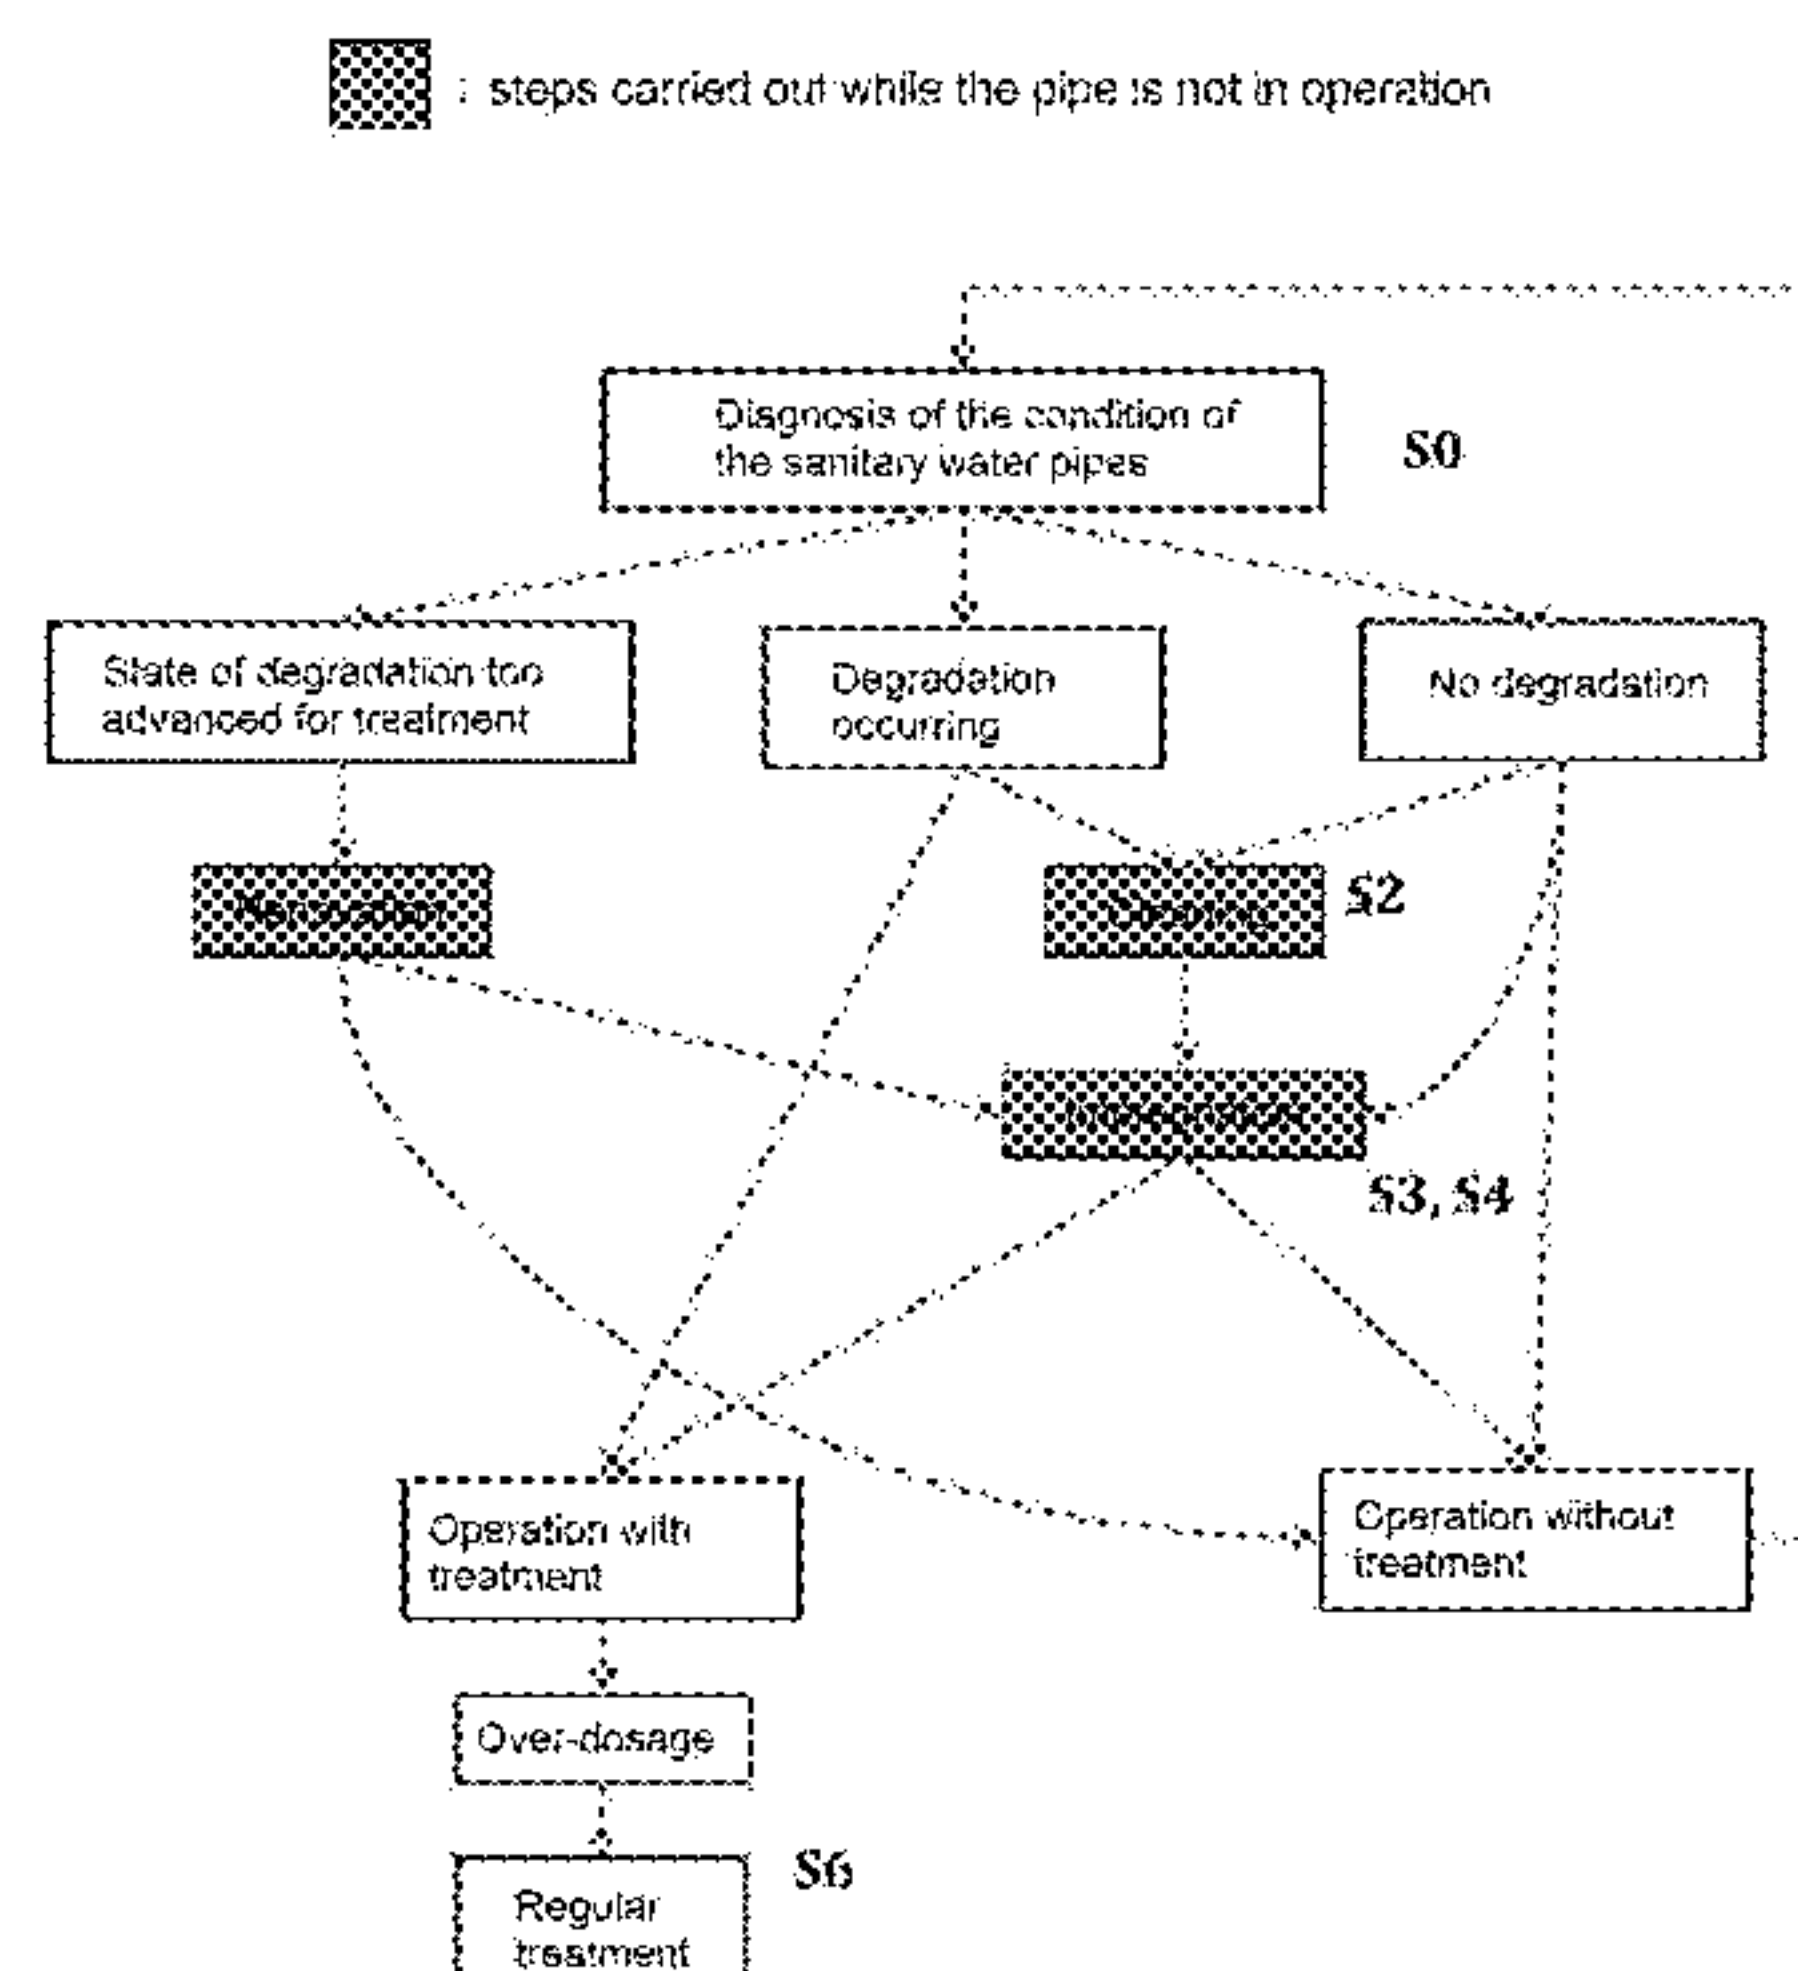 : steps carried out while the pipe is not in operation
Diagnosis of the condition of
the sanitary water pipes
S0
State of degradation too
advanced for treatment
Degradation
occurring
No degradation
Renovation
Cleaning
S2
S3, S4
Operation with
treatment
Operation without
treatment
Over-dosage
S6
Regular
treatment